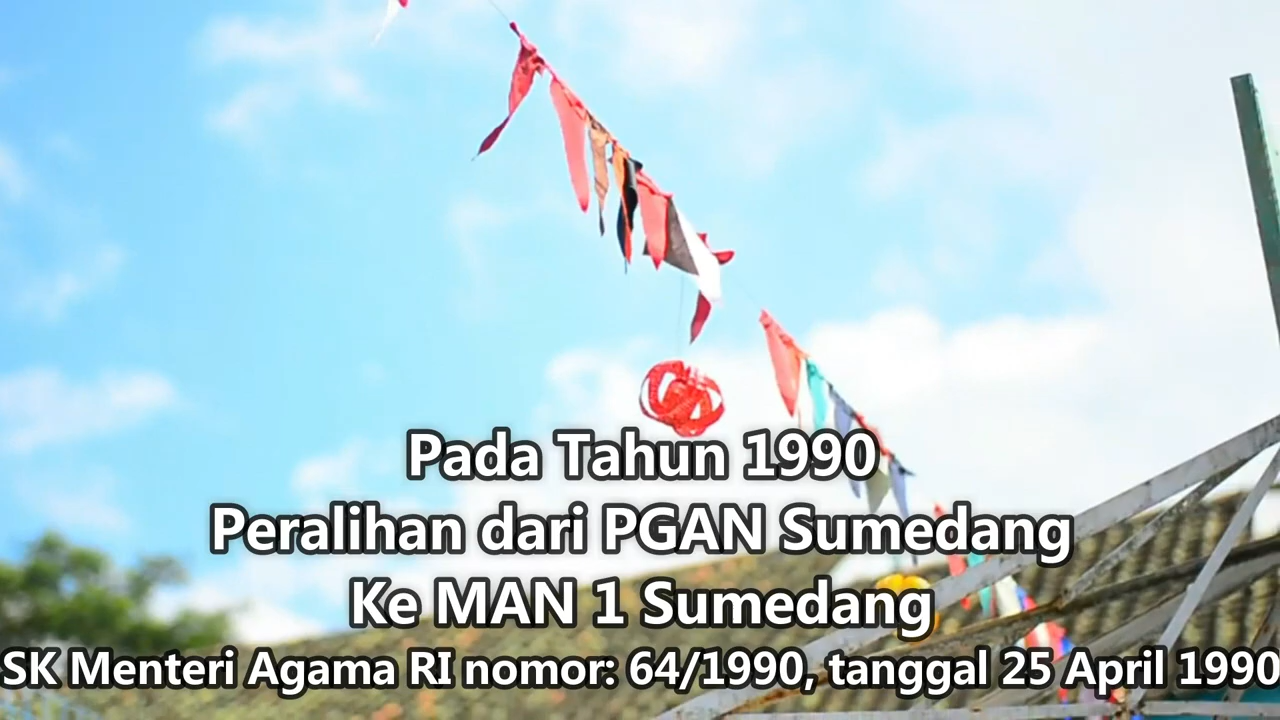 Pada Tahun 1990
Peralihan dari PGAN Sumedang
Ke MAN 1 Sumedang
SK Menteri Agama RI nomor: 64/1990, tanggal 25 April 1990